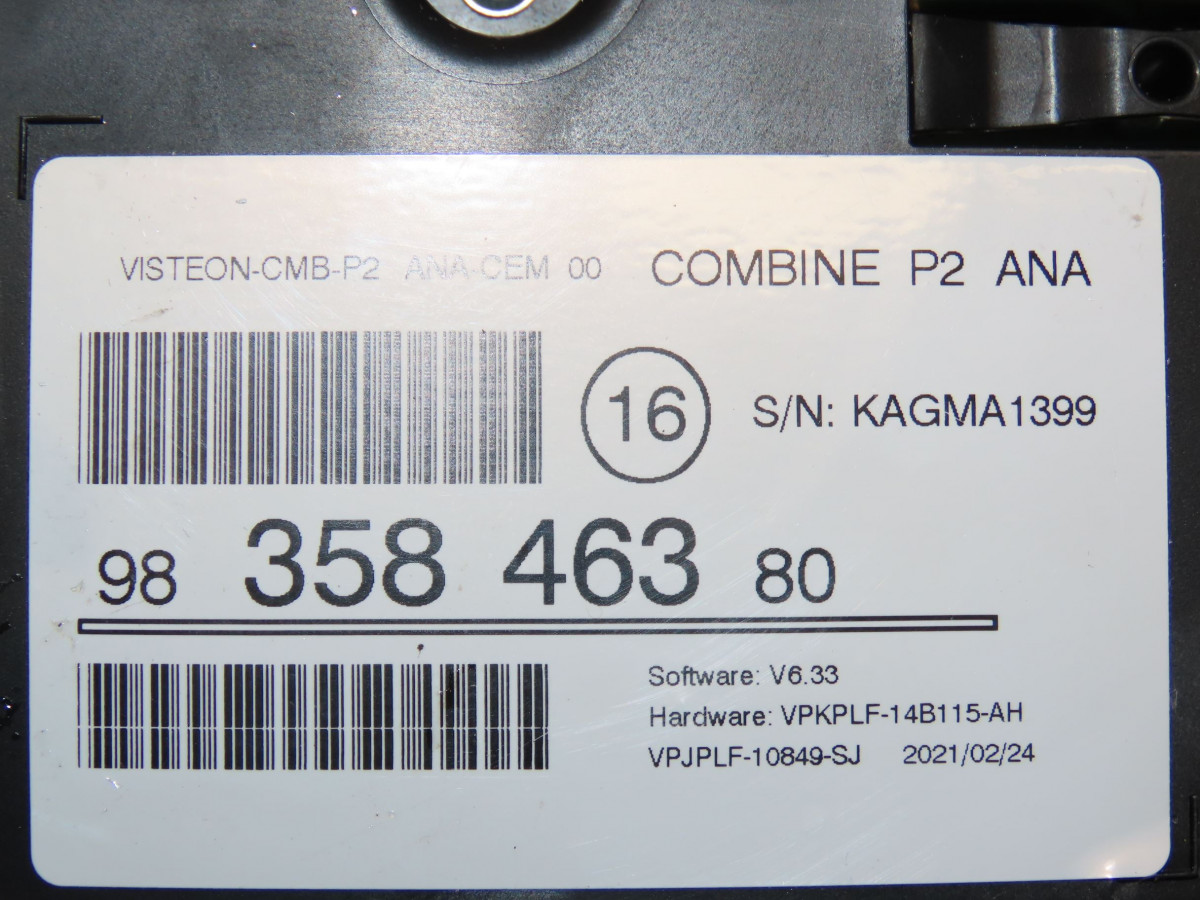 VISTEON-CMB-P2 ANA-CEM 00 COMBINE P2 ANA
16 S/N: KAGMA1399
98 358 463 80
Software: V6.33
Hardware: VPKPLF-14B115-AH
VPJPLF-10849-SJ 2021/02/24